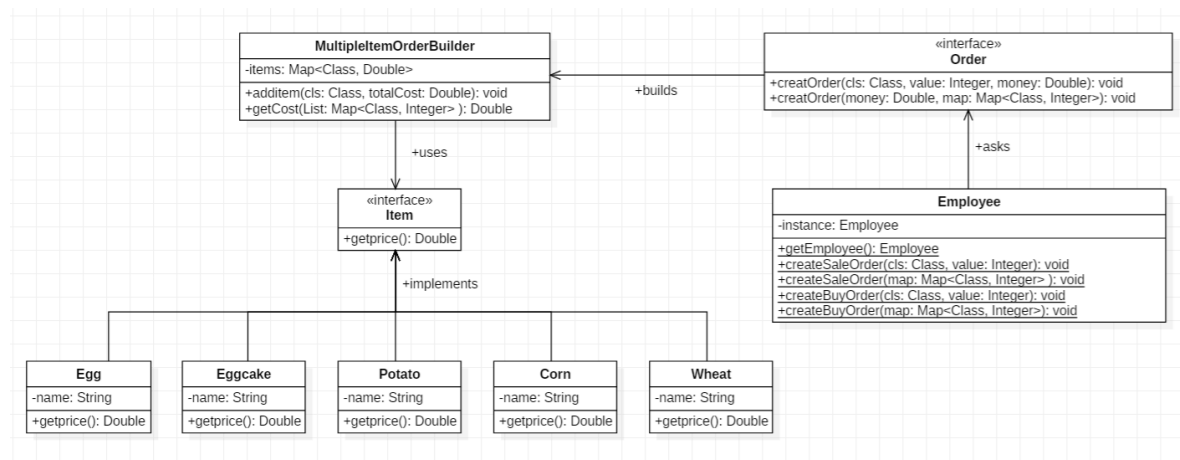 MultipleItemOrderBuilder
-items: Map<Class, Double>
+additem(cls: Class, totalCost: Double): void
+getCost(List: Map<Class, Integer> ): Double
«interface»
Order
+creatOrder(cls: Class, value: Integer, money: Double): void
+creatOrder(money: Double, map: Map<Class, Integer>): void
+builds
+uses
+asks
«interface»
Item
+getprice(): Double
Employee
-instance: Employee
+getEmployee(): Employee
+createSaleOrder(cls: Class, value: Integer): void
+createSaleOrder(map: Map<Class, Integer> ): void
+createBuyOrder(cls: Class, value: Integer): void
+createBuyOrder(map: Map<Class, Integer>): void
+implements
Egg
-name: String
+getprice(): Double
Eggcake
-name: String
+getprice(): Double
Potato
-name: String
+getprice(): Double
Corn
-name: String
+getprice(): Double
Wheat
-name: String
+getprice(): Double